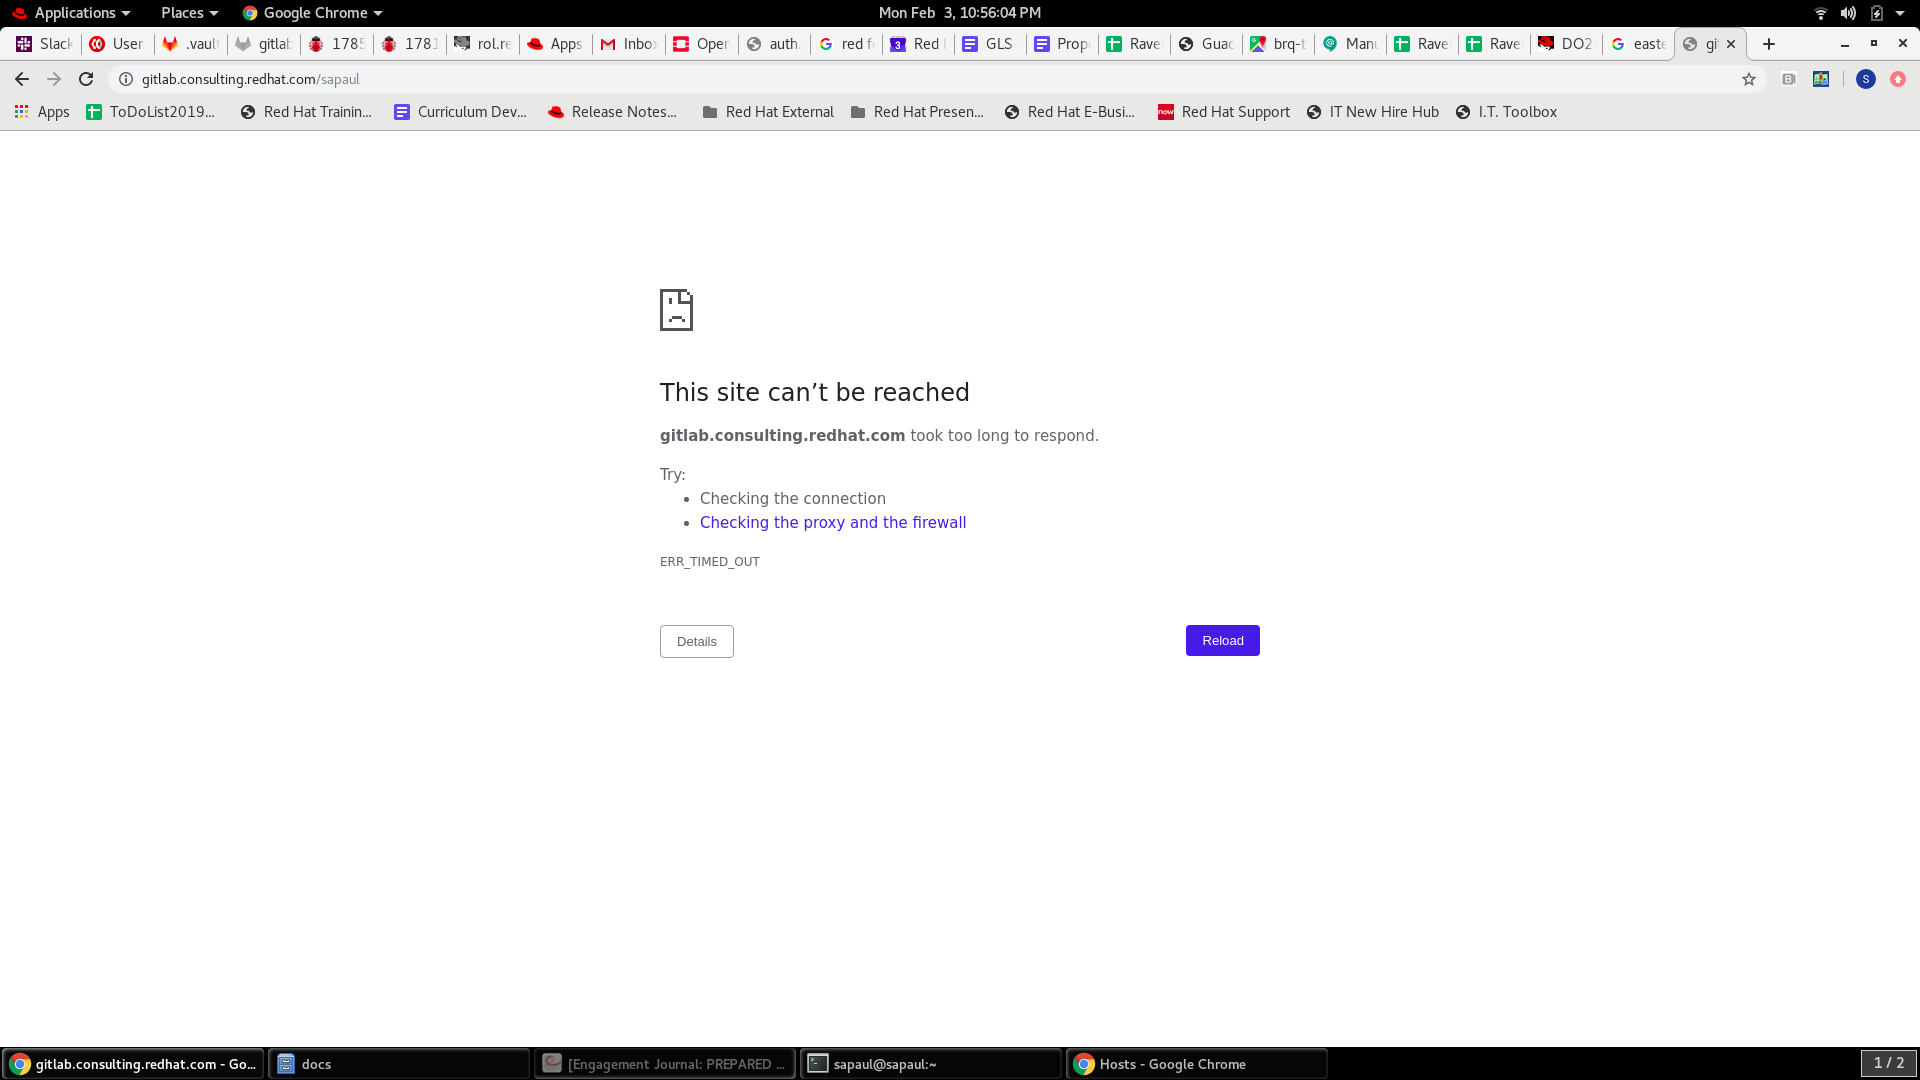 Applications Places Google Chrome Mon Feb 3, 10:56:04 PM
Slack User .vault gitlab 1785 1781 rol.re Apps Inbo Open auth. red f 3 Red GLS Prop Rave Guac brq-t Manu Rave Rave DO2 easte gi
gitlab.consulting.redhat.com/sapaul S
Apps ToDoList2019... Red Hat Trainin... Curriculum Dev... Release Notes... Red Hat External Red Hat Presen... Red Hat E-Busi... now Red Hat Support IT New Hire Hub I.T. Toolbox
This site can’t be reached
gitlab.consulting.redhat.com took too long to respond.
Try:
Checking the connection
Checking the proxy and the firewall
ERR_TIMED_OUT
Details Reload
gitlab.consulting.redhat.com - Go... docs [Engagement Journal: PREPARED ... sapaul@sapaul:~ Hosts - Google Chrome 1 / 2